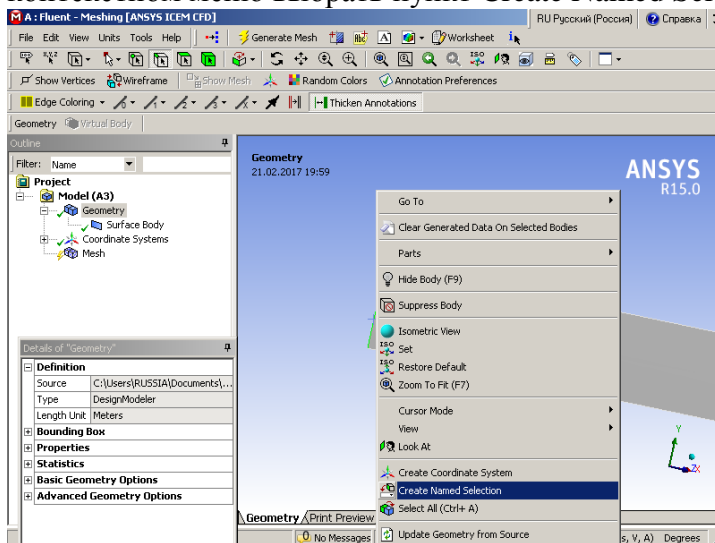 контекстном меню выбрать пункт Create Named Sel
A : Fluent - Meshing [ANSYS ICEM CFD]
RU Русский (Россия) Справка
File Edit View Units Tools Help Generate Mesh A Worksheet
Show Vertices Wireframe Show Mesh Random Colors Annotation Preferences
Edge Coloring Thicken Annotations
Geometry Virtual Body
Outline
Filter: Name
Project
Model (A3)
Geometry
Surface Body
Coordinate Systems
Mesh
Details of "Geometry"
Definition
Source C:\Users\RUSSIA\Documents\...
Type DesignModeler
Length Unit Meters
Bounding Box
Properties
Statistics
Basic Geometry Options
Advanced Geometry Options
Geometry
21.02.2017 19:59
ANSYS
R15.0
Go To
Clear Generated Data On Selected Bodies
Parts
Hide Body (F9)
Suppress Body
Isometric View
ISO Set
ISO Restore Default
Zoom To Fit (F7)
Cursor Mode
View
Look At
Create Coordinate System
Create Named Selection
Select All (Ctrl+ A)
Update Geometry from Source
Y
ZX
Geometry Print Preview
No Messages
s, V, A) Degrees